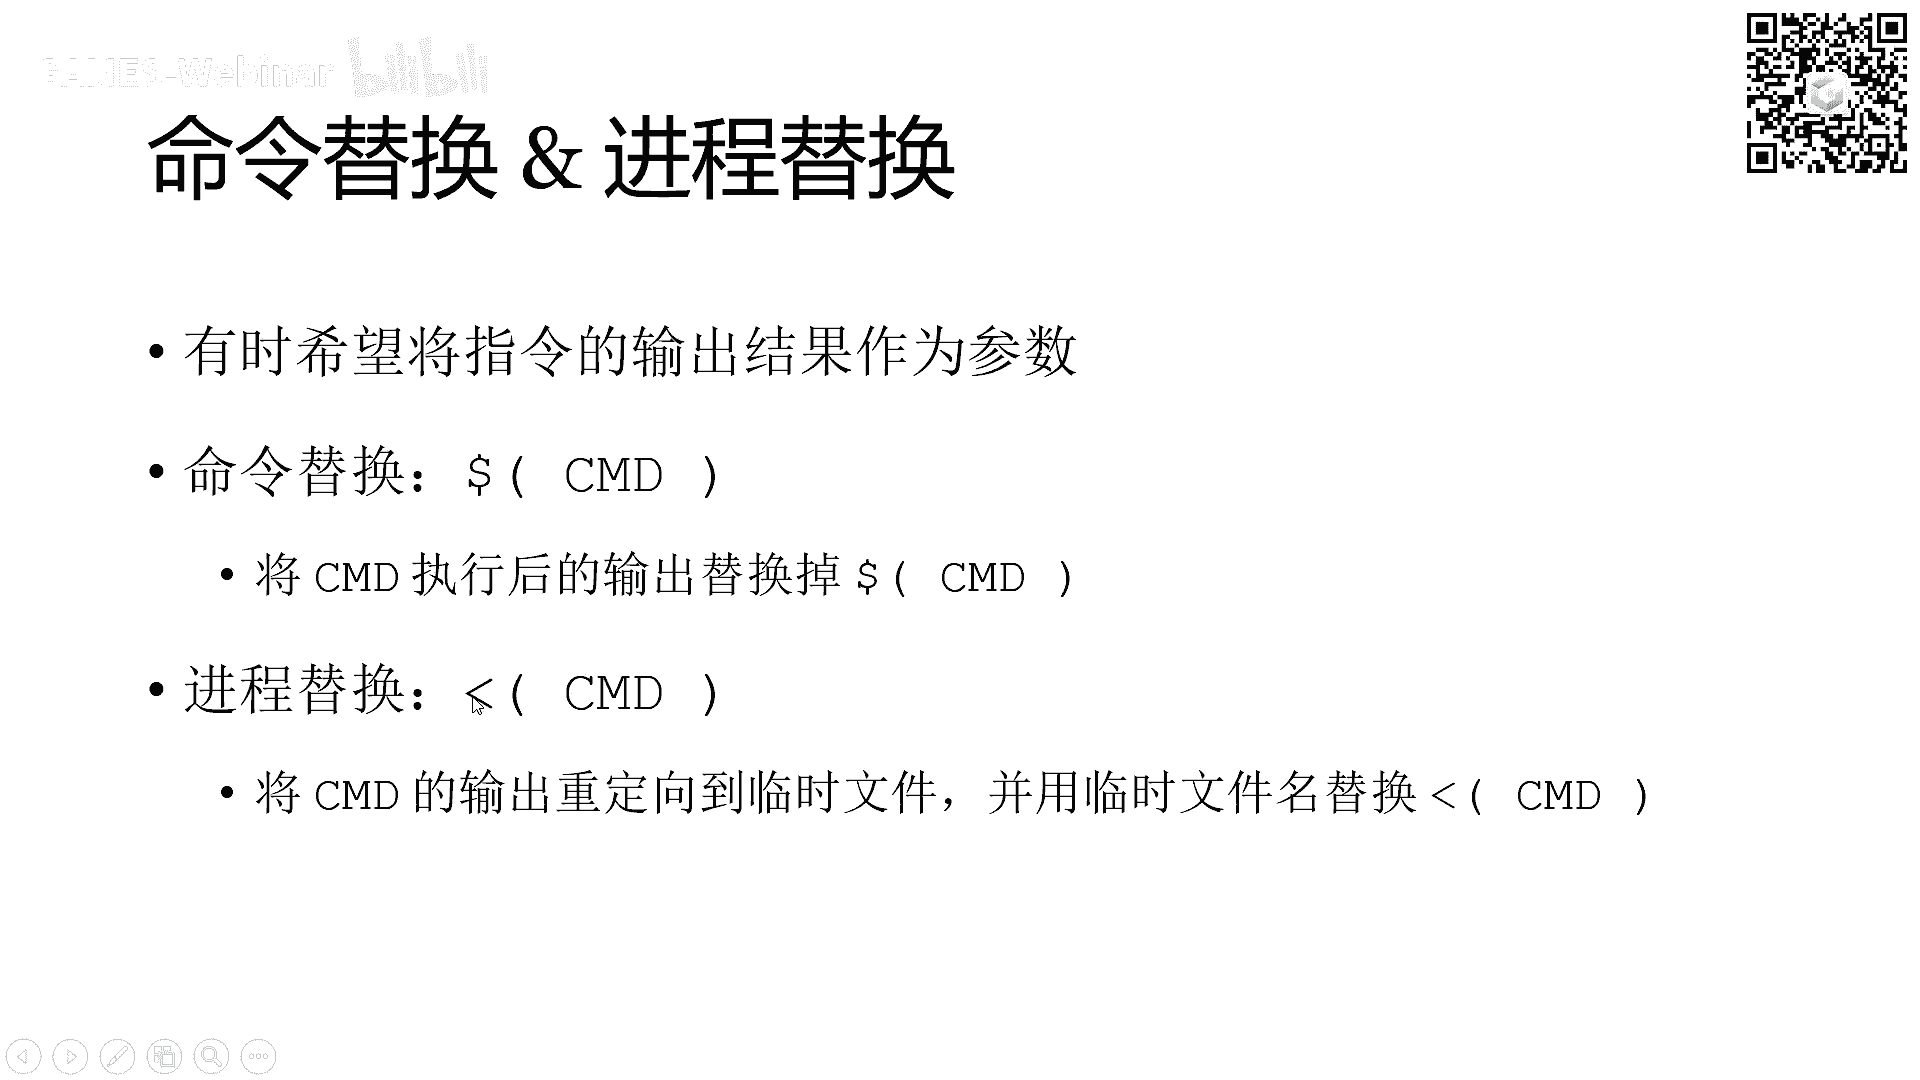 GAMES-Webinar bilibili
命令替换 & 进程替换
• 有时希望将指令的输出结果作为参数
• 命令替换：$( CMD )
• 将 CMD 执行后的输出替换掉 $( CMD )
• 进程替换：<( CMD )
• 将 CMD 的输出重定向到临时文件，并用临时文件名替换 <( CMD )